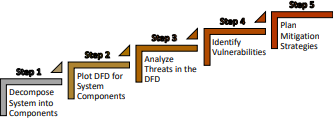 Step 1
Decompose
System into
Components
Step 2
Plot DFD for
System
Components
Step 3
Analyze
Threats in the
DFD
Step 4
Identify
Vulnerabilities
Step 5
Plan
Mitigation
Strategies